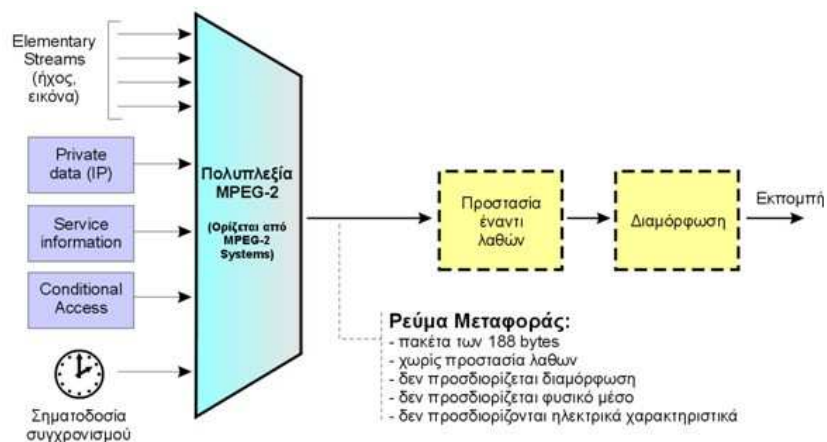 Elementary
Streams
(ήχος,
εικόνα)
Private
data (IP)
Service
information
Conditional
Access
Σηματοδοσία
συγχρονισμού
Πολυπλεξία
MPEG-2
(Ορίζεται από
MPEG-2
Systems)
Προστασία
έναντι
λαθών
Διαμόρφωση
Εκπομπή
Ρεύμα Μεταφοράς:
- πακέτα των 188 bytes
- χωρίς προστασία λαθων
- δεν προσδιορίζεται διαμόρφωση
- δεν προσδιορίζεται φυσικό μέσο
- δεν προσδιορίζονται ηλεκτρικά χαρακτηριστικά